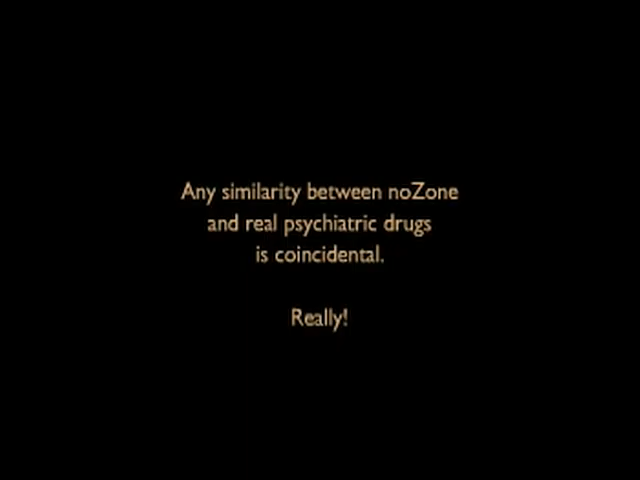 Any similarity between noZone
and real psychiatric drugs
is coincidental.
Really!